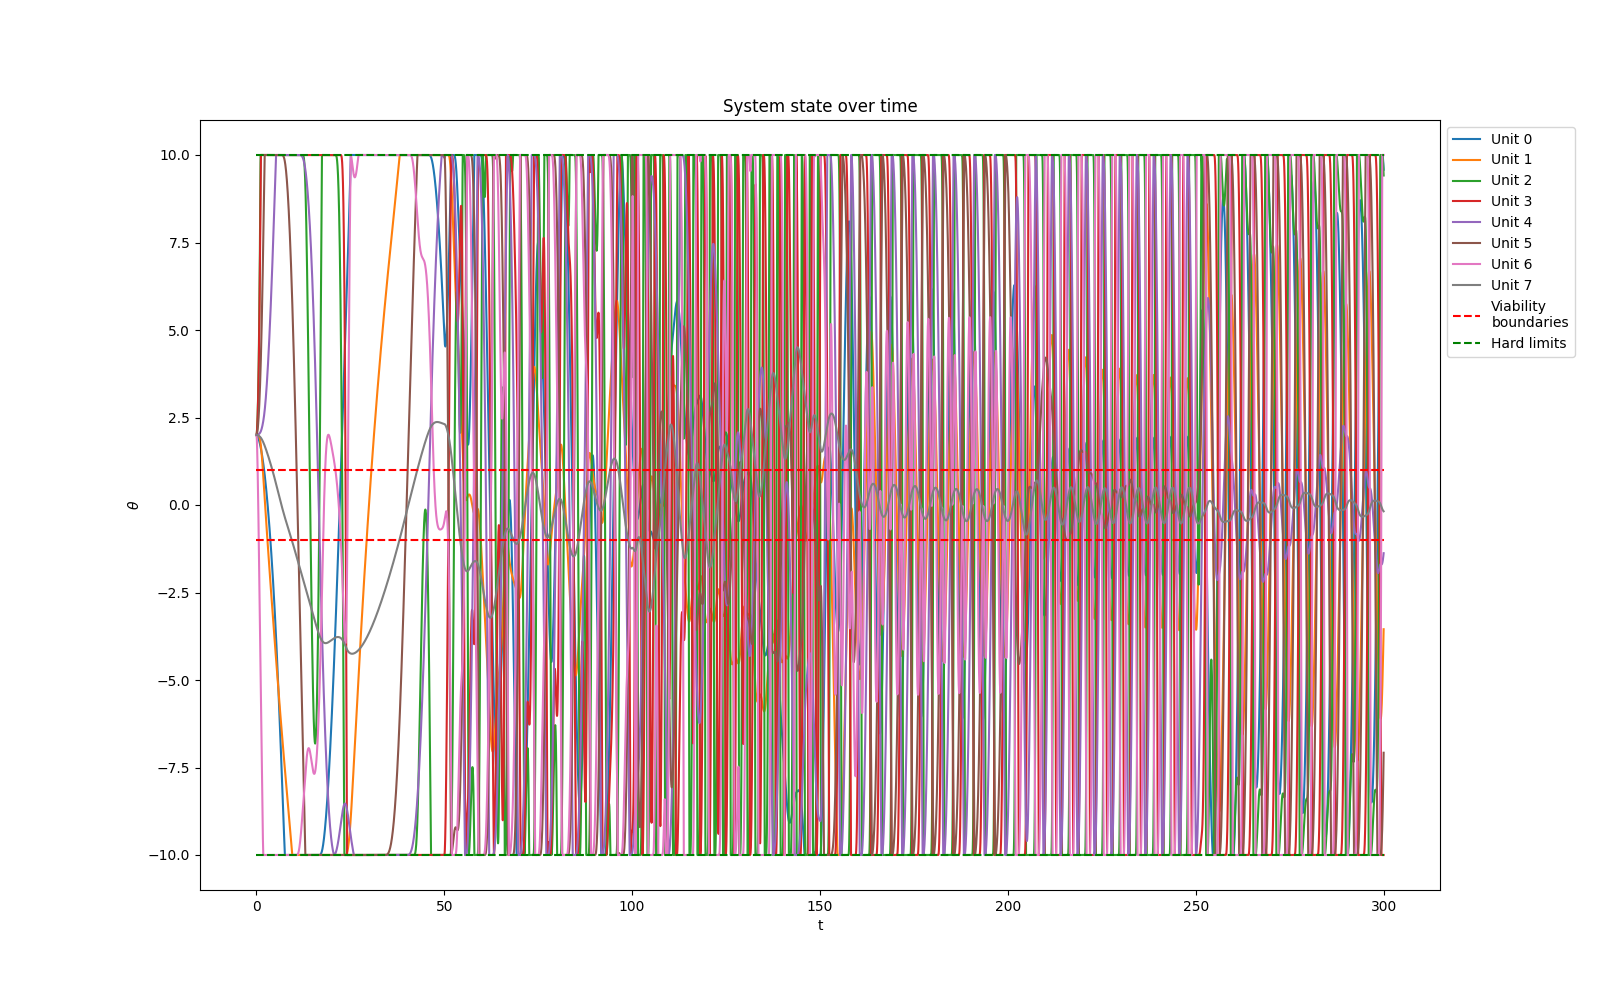 System state over time
10.0
7.5
5.0
2.5
0.0
−2.5
−5.0
−7.5
−10.0
θ
0
50
100
150
200
250
300
t
Unit 0
Unit 1
Unit 2
Unit 3
Unit 4
Unit 5
Unit 6
Unit 7
Viability
boundaries
Hard limits